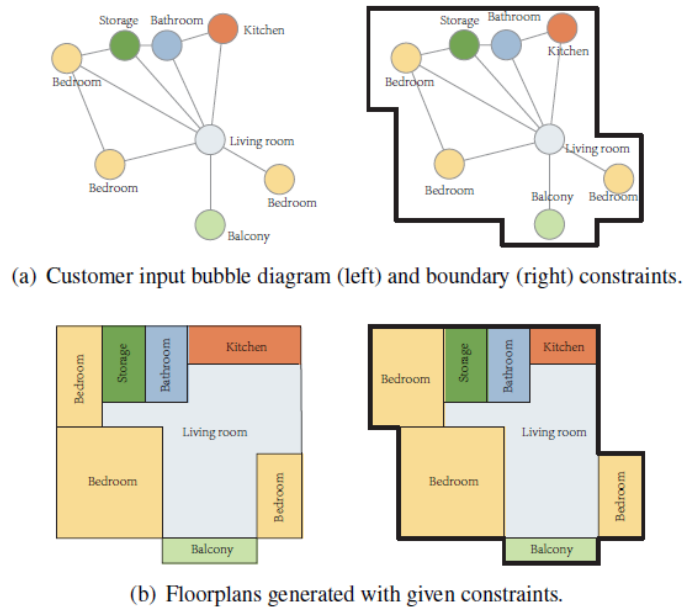 Storage
Bathroom
Kitchen
Bedroom
Living room
Bedroom
Bedroom
Balcony
Storage
Bathroom
Kitchen
Bedroom
Living room
Bedroom
Balcony
Bedroom
(a) Customer input bubble diagram (left) and boundary (right) constraints.
Bedroom
Storage
Bathroom
Kitchen
Living room
Bedroom
Bedroom
Balcony
Bedroom
Storage
Bathroom
Kitchen
Living room
Bedroom
Bedroom
Balcony
(b) Floorplans generated with given constraints.